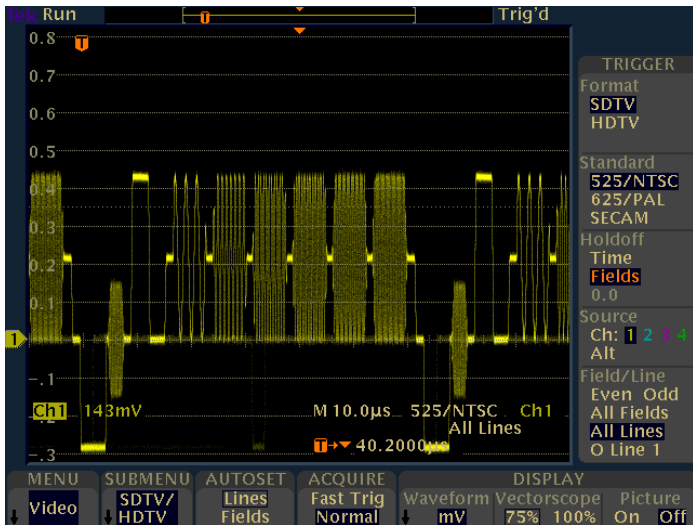 Tek Run Trig'd
T
T
0.8
0.7
0.6
0.5
0.4
0.3
0.2
0.1
1
-.1
-.3
Ch1 143mV M 10.0µs 525/NTSC Ch1
All Lines
T→▼ 40.2000µs
TRIGGER
Format
SDTV
HDTV
Standard
525/NTSC
625/PAL
SECAM
Holdoff
Time
Fields
0.0
Source
Ch: 1 2 3 4
Alt
Field/Line
Even Odd
All Fields
All Lines
O Line 1
MENU SUBMENU AUTOSET ACQUIRE DISPLAY
Video
SDTV/
HDTV
Lines
Fields
Fast Trig
Normal
Waveform
mV
Vectorscope
75% 100%
Picture
On Off